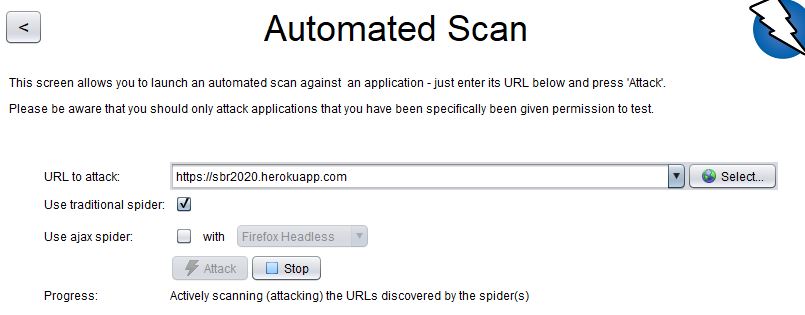 <
Automated Scan
This screen allows you to launch an automated scan against  an application - just enter its URL below and press 'Attack'.
Please be aware that you should only attack applications that you have been specifically been given permission to test.
URL to attack: https://sbr2020.herokuapp.com Select...
Use traditional spider:
Use ajax spider: with Firefox Headless
Attack Stop
Progress: Actively scanning (attacking) the URLs discovered by the spider(s)